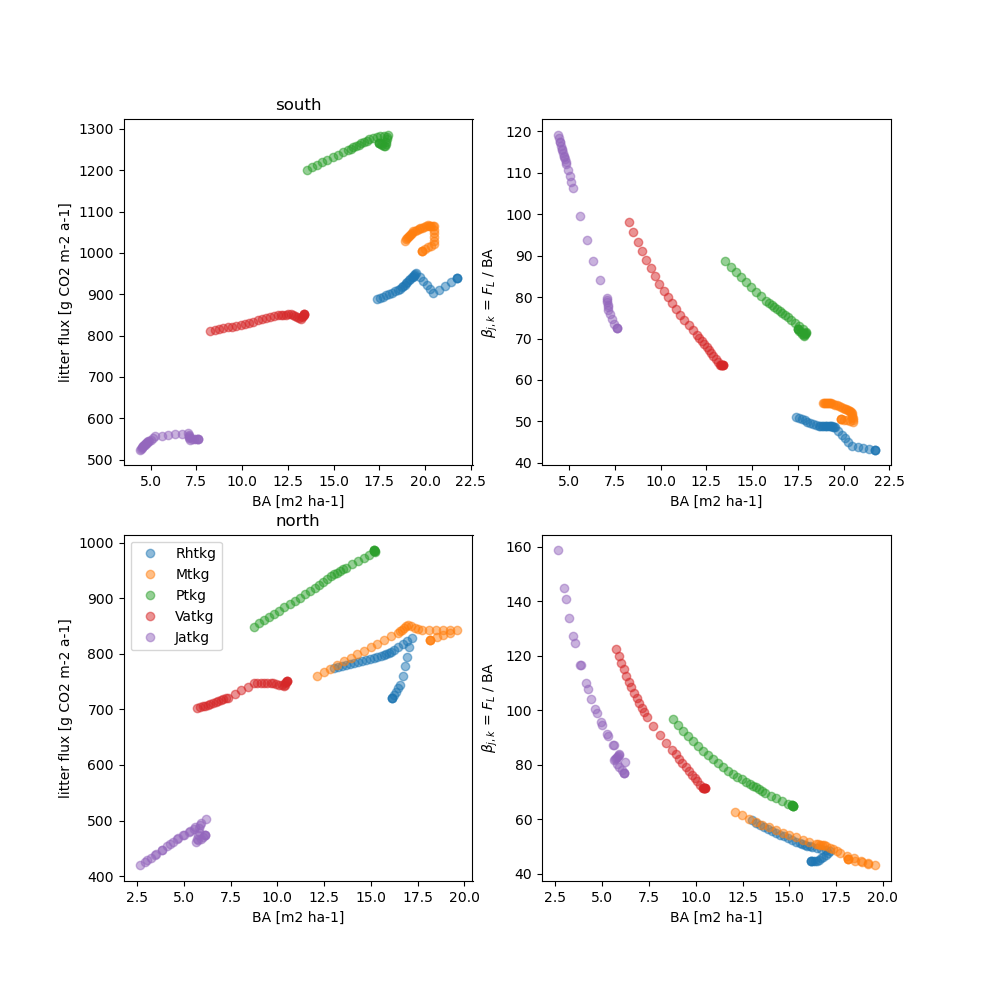 south
1300
1200
1100
1000
900
800
700
600
500
litter flux [g CO2 m-2 a-1]
5.0 7.5 10.0 12.5 15.0 17.5 20.0 22.5
BA [m2 ha-1]
120
110
100
90
80
70
60
50
40
βj,k = FL / BA
5.0 7.5 10.0 12.5 15.0 17.5 20.0 22.5
BA [m2 ha-1]
north
1000
900
800
700
600
500
400
litter flux [g CO2 m-2 a-1]
Rhtkg
Mtkg
Ptkg
Vatkg
Jatkg
2.5 5.0 7.5 10.0 12.5 15.0 17.5 20.0
BA [m2 ha-1]
160
140
120
100
80
60
40
βj,k = FL / BA
2.5 5.0 7.5 10.0 12.5 15.0 17.5 20.0
BA [m2 ha-1]